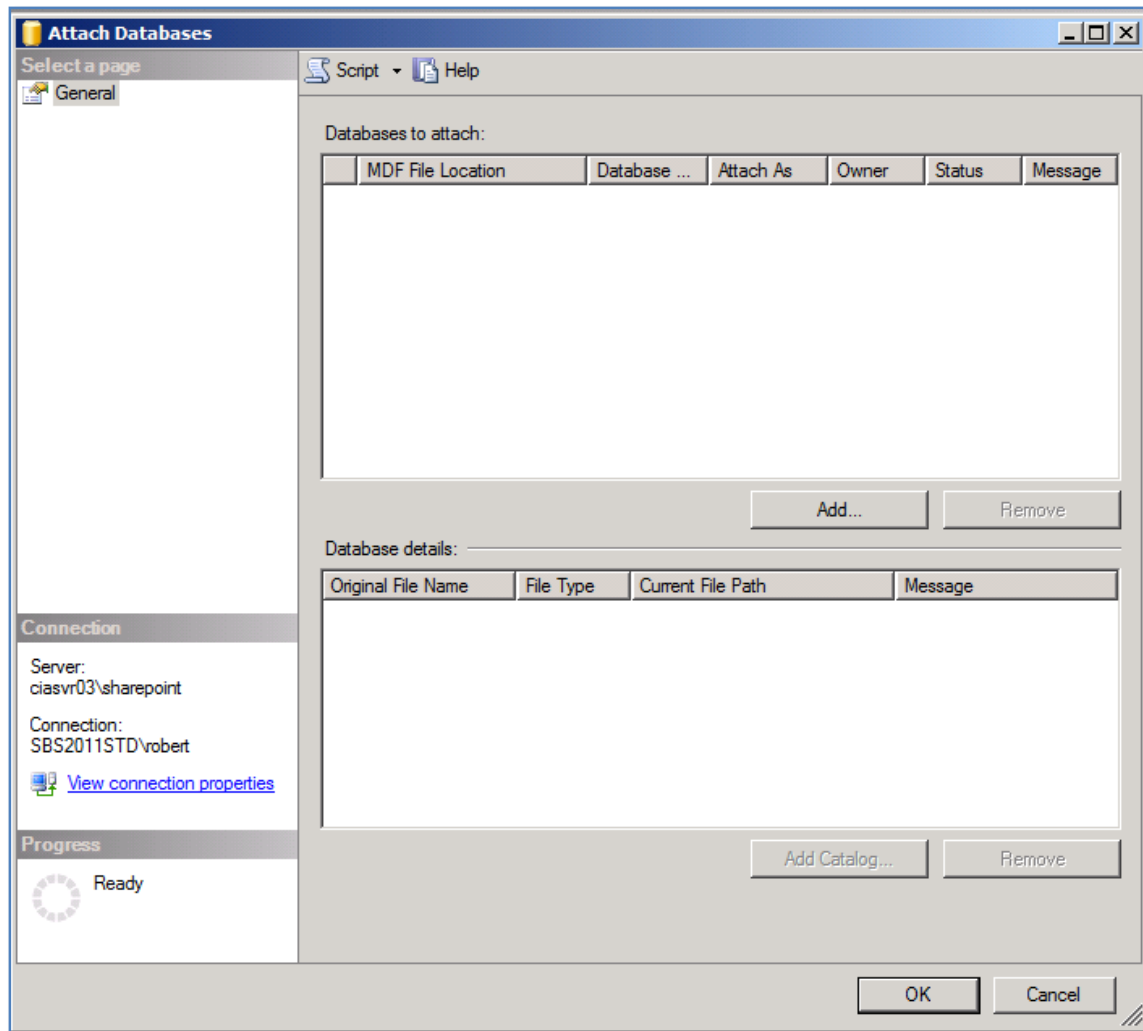 Attach Databases
Select a page
General
Script
Help
Databases to attach:
MDF File Location
Database ...
Attach As
Owner
Status
Message
Add...
Remove
Database details:
Original File Name
File Type
Current File Path
Message
Add Catalog...
Remove
Connection
Server:
ciasvr03\sharepoint
Connection:
SBS2011STD\robert
View connection properties
Progress
Ready
OK
Cancel